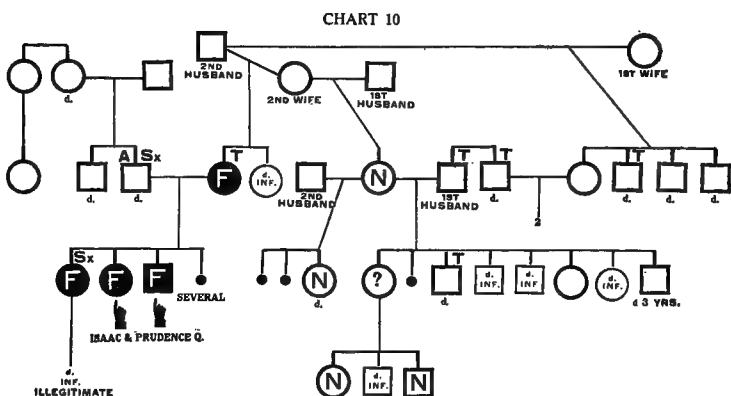 CHART 10
2ND HUSBAND
2ND WIFE
1ST HUSBAND
1ST WIFE
d.
A Sx
T
T
T
T
d.
d.
F
d. INF.
2ND HUSBAND
N
1ST HUSBAND
d.
2
d.
d.
d.
Sx
F
F
F
SEVERAL
N
d.
?
T
d.
d. INF.
d. INF
d. INF.
d 3 YRS.
ISAAC & PRUDENCE Q.
d. INF. ILLEGITIMATE
N
d. INF.
N